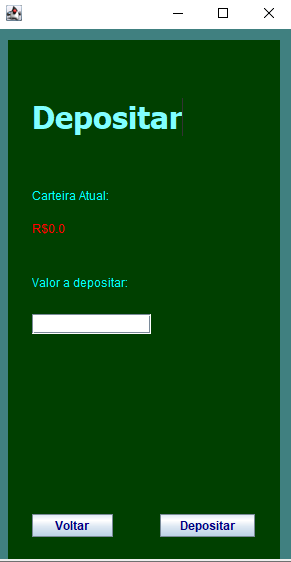 Depositar
Carteira Atual:
R$0.0
Valor a depositar:
Voltar
Depositar